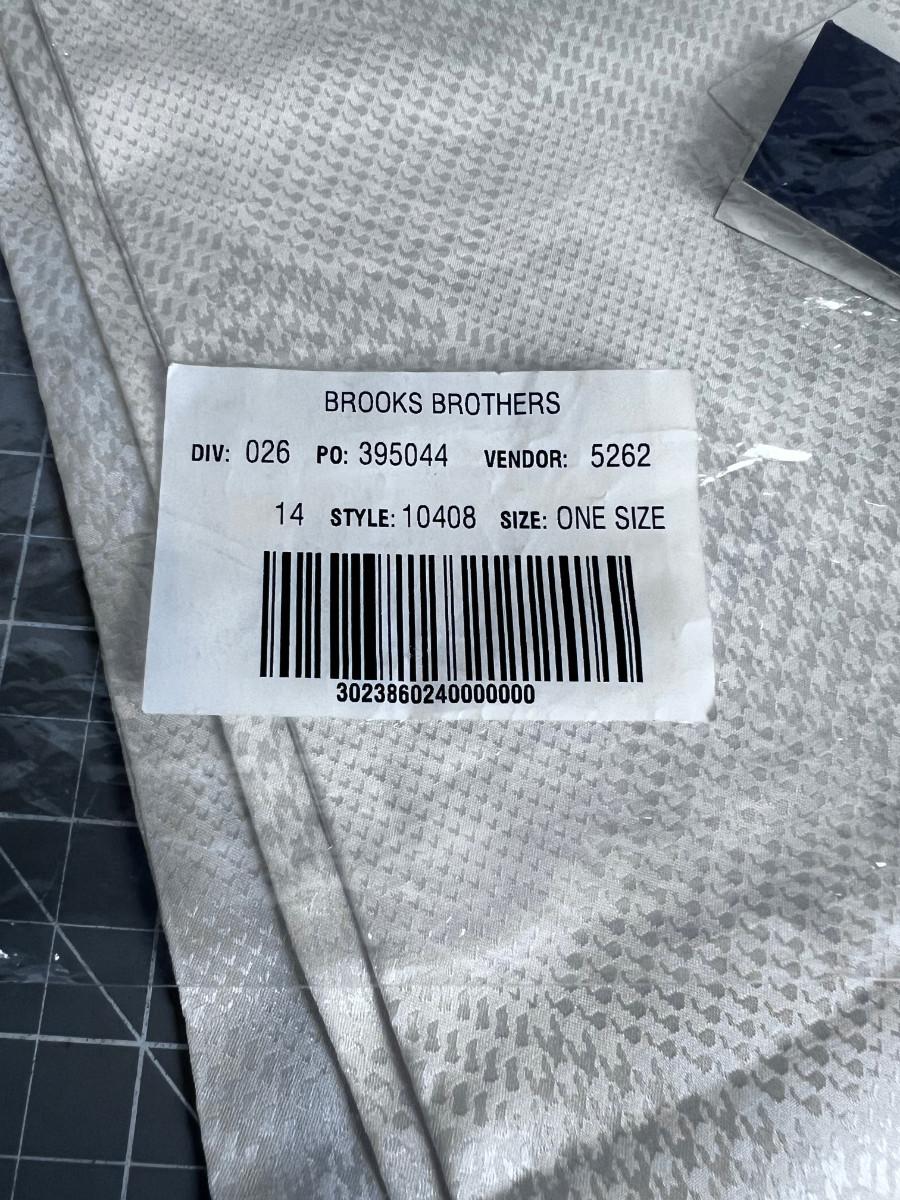 BROOKS BROTHERS
DIV: 026 PO: 395044 VENDOR: 5262
14 STYLE: 10408 SIZE: ONE SIZE
3023860240000000